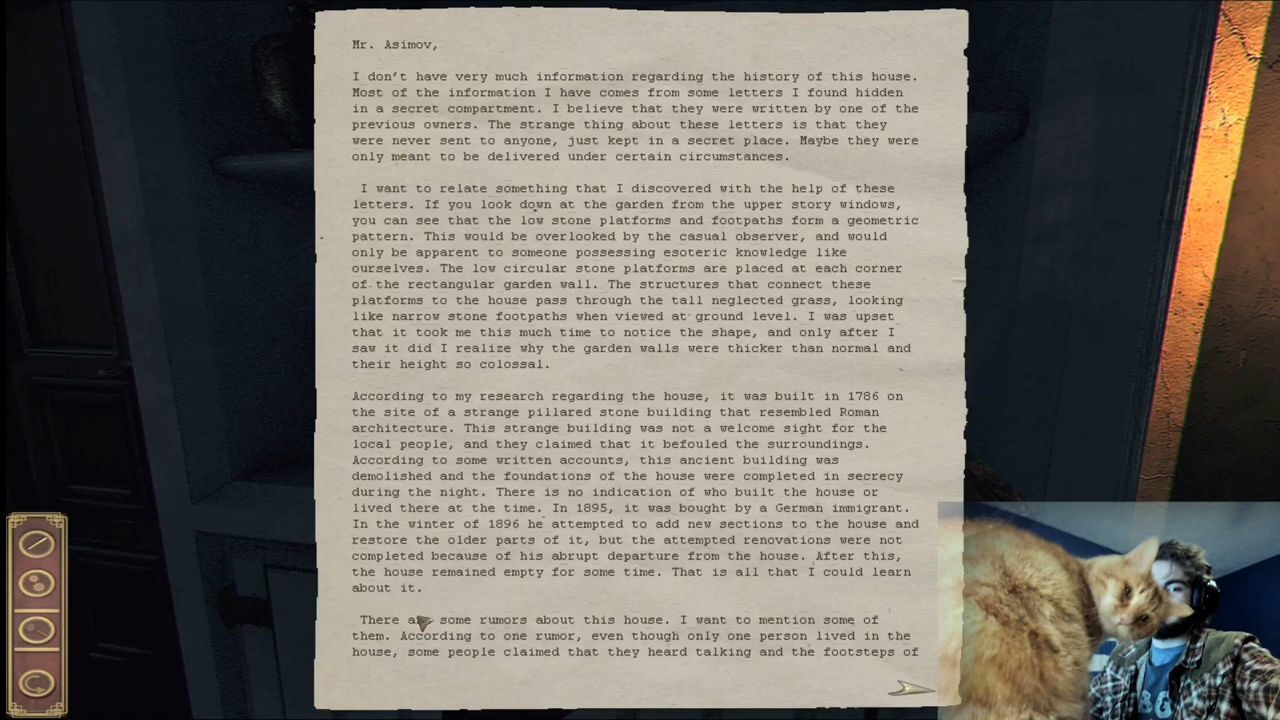 Mr. Asimov,
I don't have very much information regarding the history of this house.
Most of the information I have comes from some letters I found hidden
in a secret compartment. I believe that they were written by one of the
previous owners. The strange thing about these letters is that they
were never sent to anyone, just kept in a secret place. Maybe they were
only meant to be delivered under certain circumstances.
I want to relate something that I discovered with the help of these
letters. If you look down at the garden from the upper story windows,
you can see that the low stone platforms and footpaths form a geometric
pattern. This would be overlooked by the casual observer, and would
only be apparent to someone possessing esoteric knowledge like
ourselves. The low circular stone platforms are placed at each corner
of the rectangular garden wall. The structures that connect these
platforms to the house pass through the tall neglected grass, looking
like narrow stone footpaths when viewed at ground level. I was upset
that it took me this much time to notice the shape, and only after I
saw it did I realize why the garden walls were thicker than normal and
their height so colossal.
According to my research regarding the house, it was built in 1786 on
the site of a strange pillared stone building that resembled Roman
architecture. This strange building was not a welcome sight for the
local people, and they claimed that it befouled the surroundings.
According to some written accounts, this ancient building was
demolished and the foundations of the house were completed in secrecy
during the night. There is no indication of who built the house or
lived there at the time. In 1895, it was bought by a German immigrant.
In the winter of 1896 he attempted to add new sections to the house and
restore the older parts of it, but the attempted renovations were not
completed because of his abrupt departure from the house. After this,
the house remained empty for some time. That is all that I could learn
about it.
There are some rumors about this house. I want to mention some of
them. According to one rumor, even though only one person lived in the
house, some people claimed that they heard talking and the footsteps of